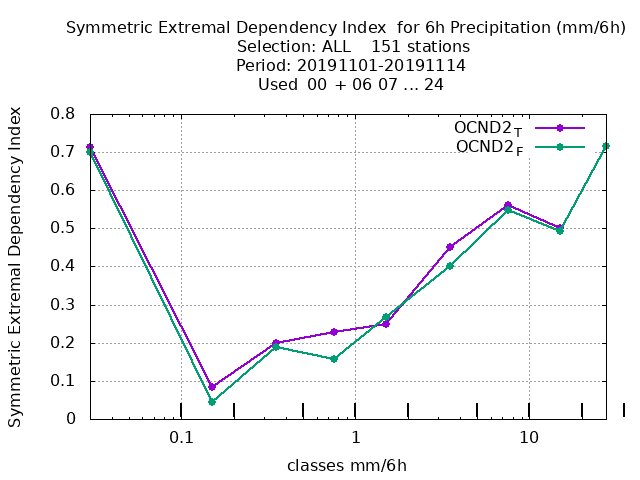 Symmetric Extremal Dependency Index  for 6h Precipitation (mm/6h)
Selection: ALL    151 stations
Period: 20191101-20191114
Used  00 + 06 07 ... 24
OCND2T
OCND2F
Symmetric Extremal Dependency Index
0.8
0.7
0.6
0.5
0.4
0.3
0.2
0.1
0
0.1 1 10
classes mm/6h